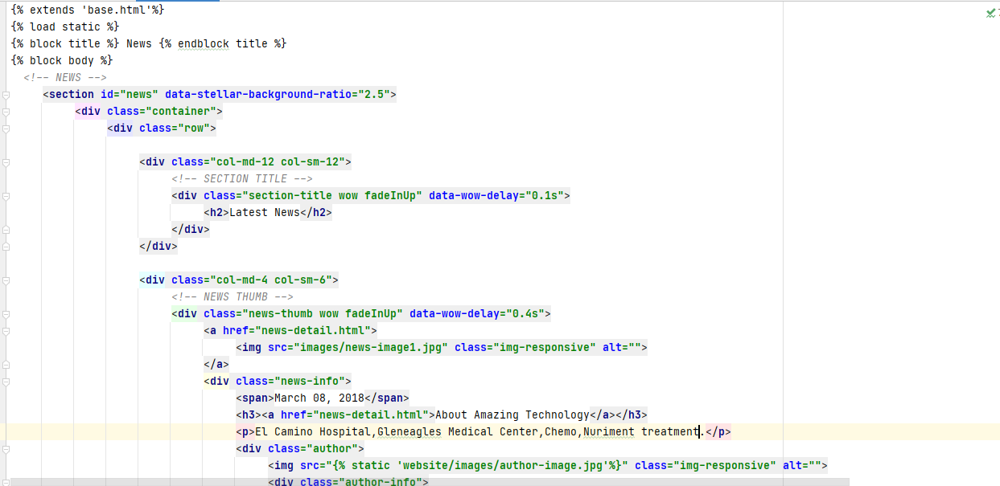 {% extends 'base.html'%}
{% load static %}
{% block title %} News {% endblock title %}
{% block body %}
<!-- NEWS -->
<section id="news" data-stellar-background-ratio="2.5">
<div class="container">
<div class="row">
<div class="col-md-12 col-sm-12">
<!-- SECTION TITLE -->
<div class="section-title wow fadeInUp" data-wow-delay="0.1s">
<h2>Latest News</h2>
</div>
</div>
<div class="col-md-4 col-sm-6">
<!-- NEWS THUMB -->
<div class="news-thumb wow fadeInUp" data-wow-delay="0.4s">
<a href="news-detail.html">
<img src="images/news-image1.jpg" class="img-responsive" alt="">
</a>
<div class="news-info">
<span>March 08, 2018</span>
<h3><a href="news-detail.html">About Amazing Technology</a></h3>
<p>El Camino Hospital,Gleneagles Medical Center,Chemo,Nuriment treatment.</p>
<div class="author">
<img src="{% static 'website/images/author-image.jpg'%}" class="img-responsive" alt="">
<div class="author-info">